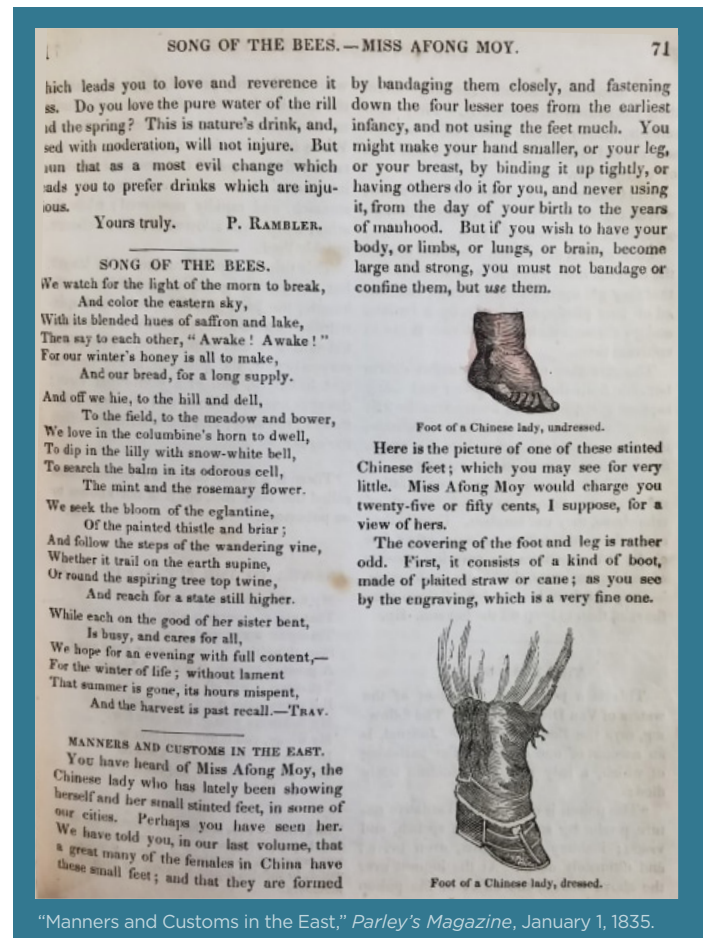 SONG OF THE BEES.—MISS AFONG MOY. 71
hich leads you to love and reverence it
ss. Do you love the pure water of the rill
nd the spring? This is nature's drink, and,
sed with moderation, will not injure. But
un that as a most evil change which
ads you to prefer drinks which are inju-
ious.
Yours truly. P. RAMBLER.
SONG OF THE BEES.
We watch for the light of the morn to break,
And color the eastern sky,
With its blended hues of saffron and lake,
Then say to each other, "Awake! Awake!"
For our winter's honey is all to make,
And our bread, for a long supply.
And off we hie, to the hill and dell,
To the field, to the meadow and bower,
We love in the columbine's horn to dwell,
To dip in the lilly with snow-white bell,
To search the balm in its odorous cell,
The mint and the rosemary flower.
We seek the bloom of the eglantine,
Of the painted thistle and briar;
And follow the steps of the wandering vine,
Whether it trail on the earth supine,
Or round the aspiring tree top twine,
And reach for a state still higher.
While each on the good of her sister bent,
Is busy, and cares for all,
We hope for an evening with full content,—
For the winter of life; without lament
That summer is gone, its hours mispent,
And the harvest is past recall.—TRAV.
MANNERS AND CUSTOMS IN THE EAST.
You have heard of Miss Afong Moy, the
Chinese lady who has lately been showing
herself and her small stinted feet, in some of
our cities. Perhaps you have seen her.
We have told you, in our last volume, that
a great many of the females in China have
these small feet; and that they are formed
by bandaging them closely, and fastening
down the four lesser toes from the earliest
infancy, and not using the feet much. You
might make your hand smaller, or your leg,
or your breast, by binding it up tightly, or
having others do it for you, and never using
it, from the day of your birth to the years
of manhood. But if you wish to have your
body, or limbs, or lungs, or brain, become
large and strong, you must not bandage or
confine them, but use them.
Foot of a Chinese lady, undressed.
Here is the picture of one of these stinted
Chinese feet; which you may see for very
little. Miss Afong Moy would charge you
twenty-five or fifty cents, I suppose, for a
view of hers.
The covering of the foot and leg is rather
odd. First, it consists of a kind of boot,
made of plaited straw or cane; as you see
by the engraving, which is a very fine one.
Foot of a Chinese lady, dressed.
"Manners and Customs in the East," Parley's Magazine, January 1, 1835.